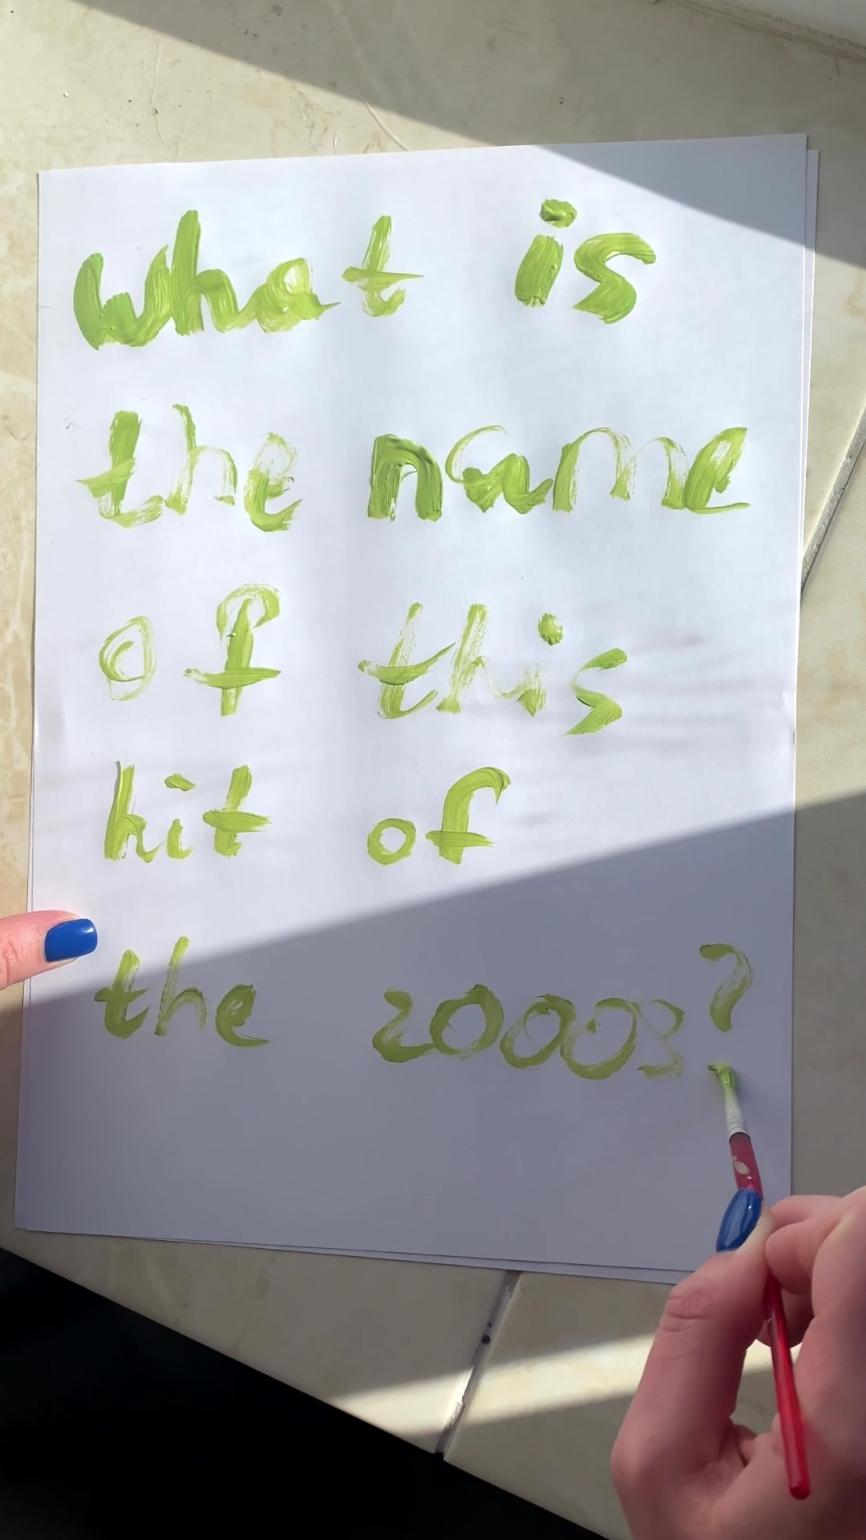 What is
the name
of this
hit of
the 2000s?